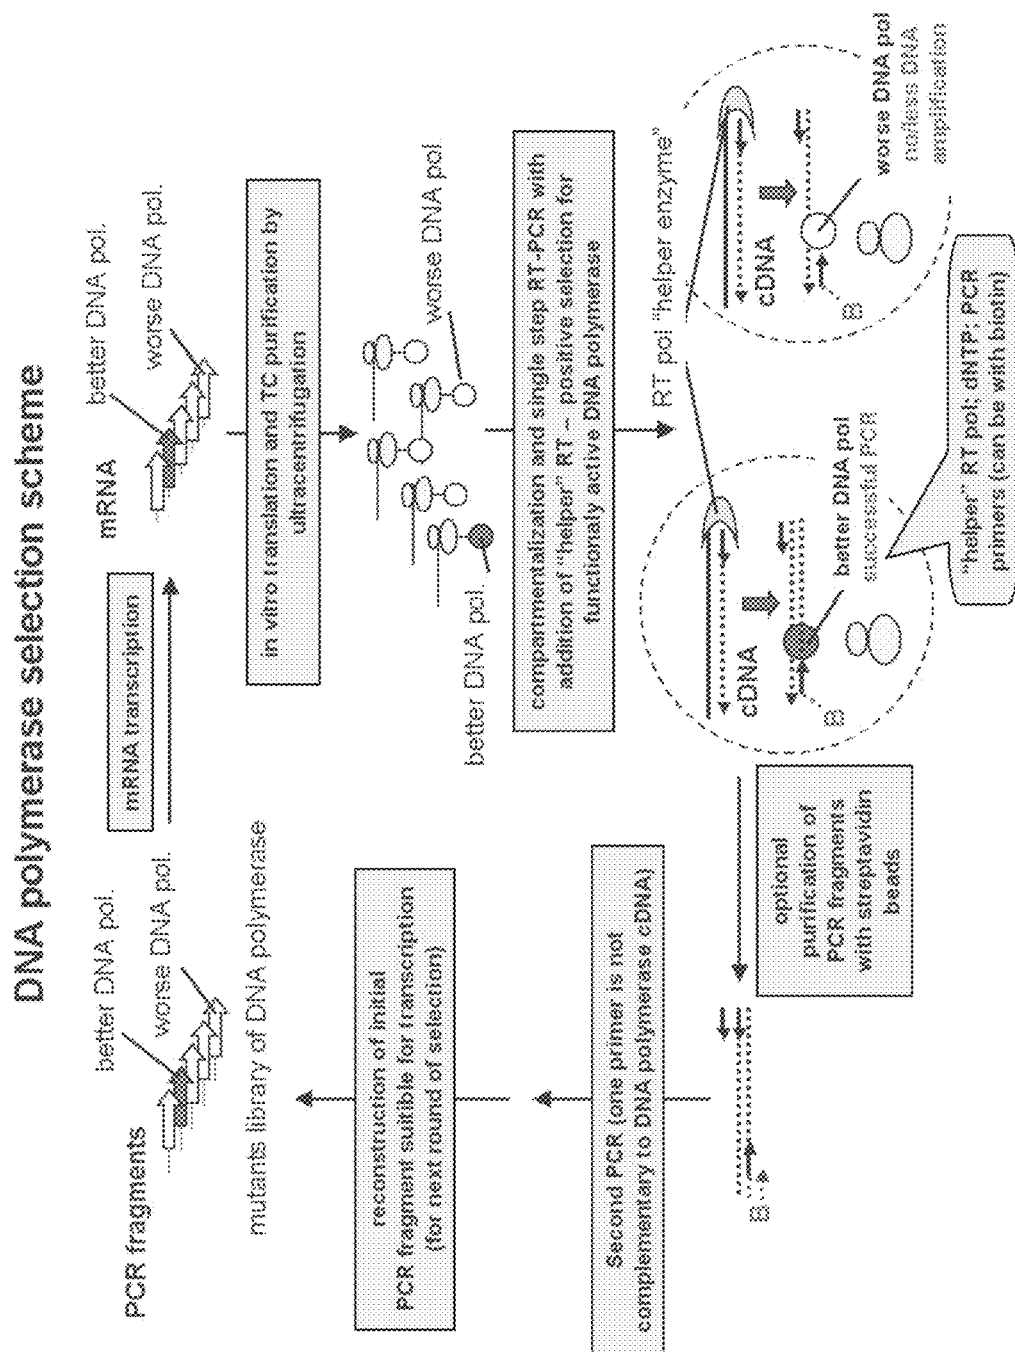 DNA polymerase selection scheme
PCR fragments
better DNA pol.
worse DNA pol.
mutants library of DNA polymerase
mRNA transcription
mRNA
better DNA pol.
worse DNA pol.
in vitro translation and TC purification by
ultracentrifugation
better DNA pol.
worse DNA pol.
compartmentalization and single step RT-PCR with
addition of "helper" RT – positive selection for
functionaly active DNA polymerase
RT pol "helper enzyme"
cDNA
B
better DNA pol
successful PCR
cDNA
B
worse DNA pol
no/less DNA
amplification
"helper" RT pol; dNTP; PCR
primers (can be with biotin)
optional
purification of
PCR fragments
with streptavidin
beads
B
Second PCR (one primer is not
complementary to DNA polymerase cDNA)
reconstruction of initial
PCR fragment suitible for transcription
(for next round of selection)